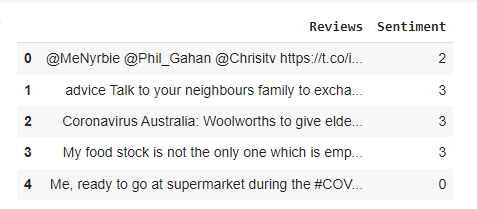 Reviews Sentiment
0 @MeNyrbie @Phil_Gahan @Chrisitv https://t.co/i... 2
1 advice Talk to your neighbours family to excha... 3
2 Coronavirus Australia: Woolworths to give elde... 3
3 My food stock is not the only one which is emp... 3
4 Me, ready to go at supermarket during the #COV... 0